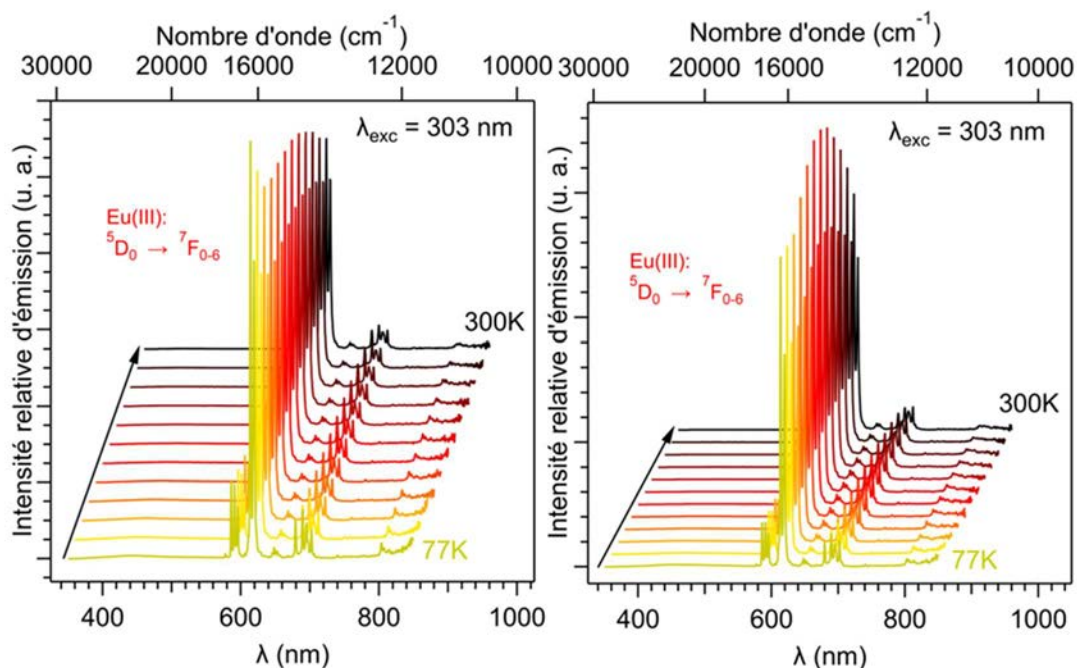 Nombre d'onde (cm⁻¹)
30000 20000 16000 12000 10000
λexc = 303 nm
Eu(III):
⁵D₀ → ⁷F₀₋₆
300K
77K
Intensité relative d'émission (u. a.)
400 600 800 1000
λ (nm)
Nombre d'onde (cm⁻¹)
30000 20000 16000 12000 10000
λexc = 303 nm
Eu(III):
⁵D₀ → ⁷F₀₋₆
300K
77K
Intensité relative d'émission (u. a.)
400 600 800 1000
λ (nm)